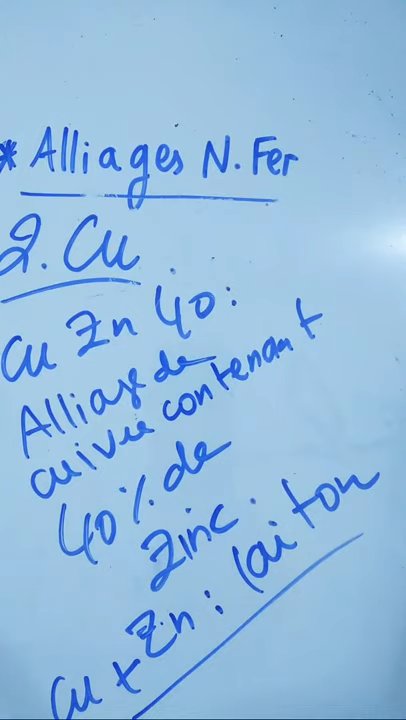 * Alliages N. Fer
2. Cu
Cu Zn 40 :
Alliage de
cuivre contenant
40% de
Zinc.
Cu + Zn : laiton